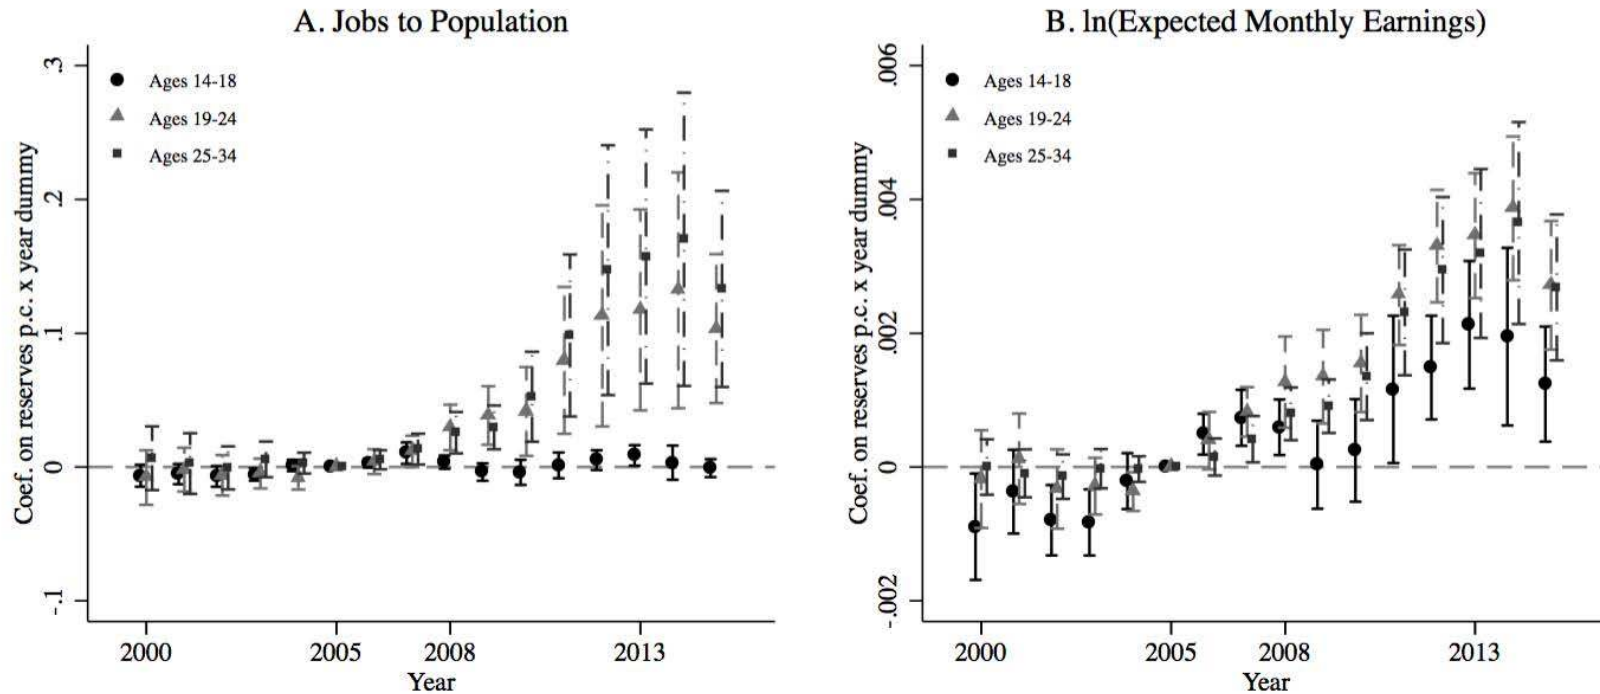 A. Jobs to Population
Coef. on reserves p.c. x year dummy
.3
.2
.1
0
-.1
Ages 14-18
Ages 19-24
Ages 25-34
2000 2005 2008 2013
Year
B. ln(Expected Monthly Earnings)
Coef. on reserves p.c. x year dummy
.006
.004
.002
0
-.002
Ages 14-18
Ages 19-24
Ages 25-34
2000 2005 2008 2013
Year